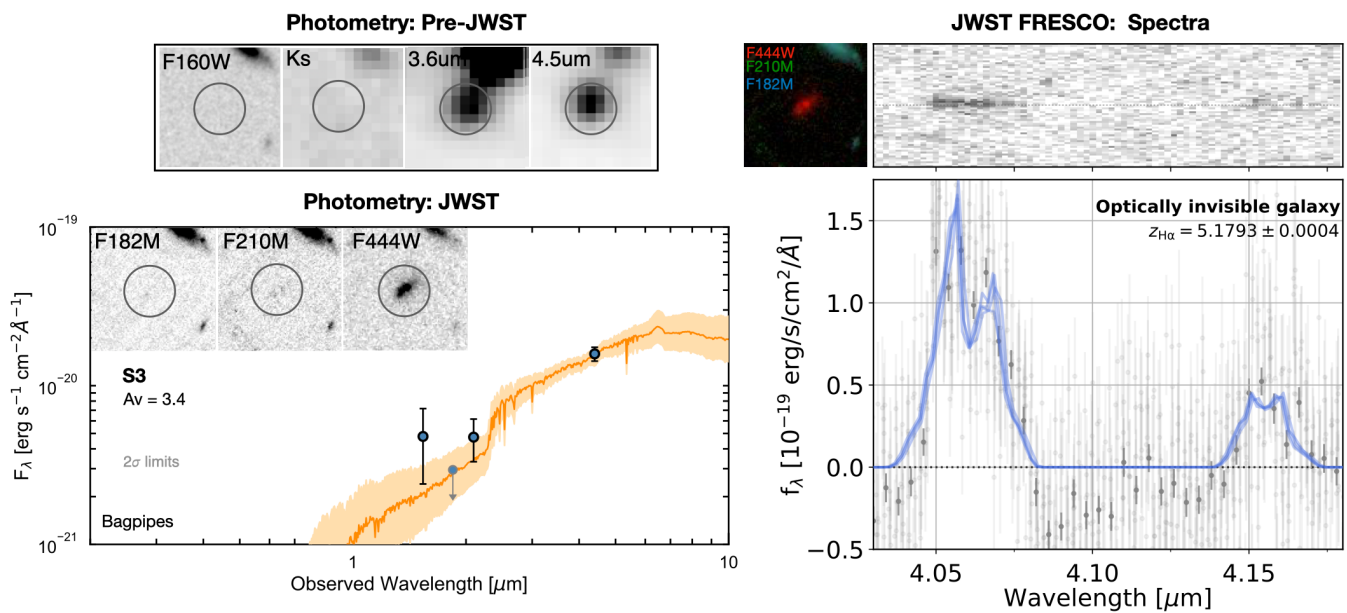 Photometry: Pre-JWST
F160W
Ks
3.6um
4.5um
Photometry: JWST
F182M
F210M
F444W
S3
Av = 3.4
2σ limits
Bagpipes
10⁻¹⁹
10⁻²⁰
10⁻²¹
F_λ [erg s⁻¹ cm⁻²Å⁻¹]
1
10
Observed Wavelength [μm]
JWST FRESCO: Spectra
F444W
F210M
F182M
Optically invisible galaxy
z_Hα = 5.1793 ± 0.0004
1.5
1.0
0.5
0.0
−0.5
f_λ [10⁻¹⁹ erg/s/cm²/Å]
4.05
4.10
4.15
Wavelength [μm]